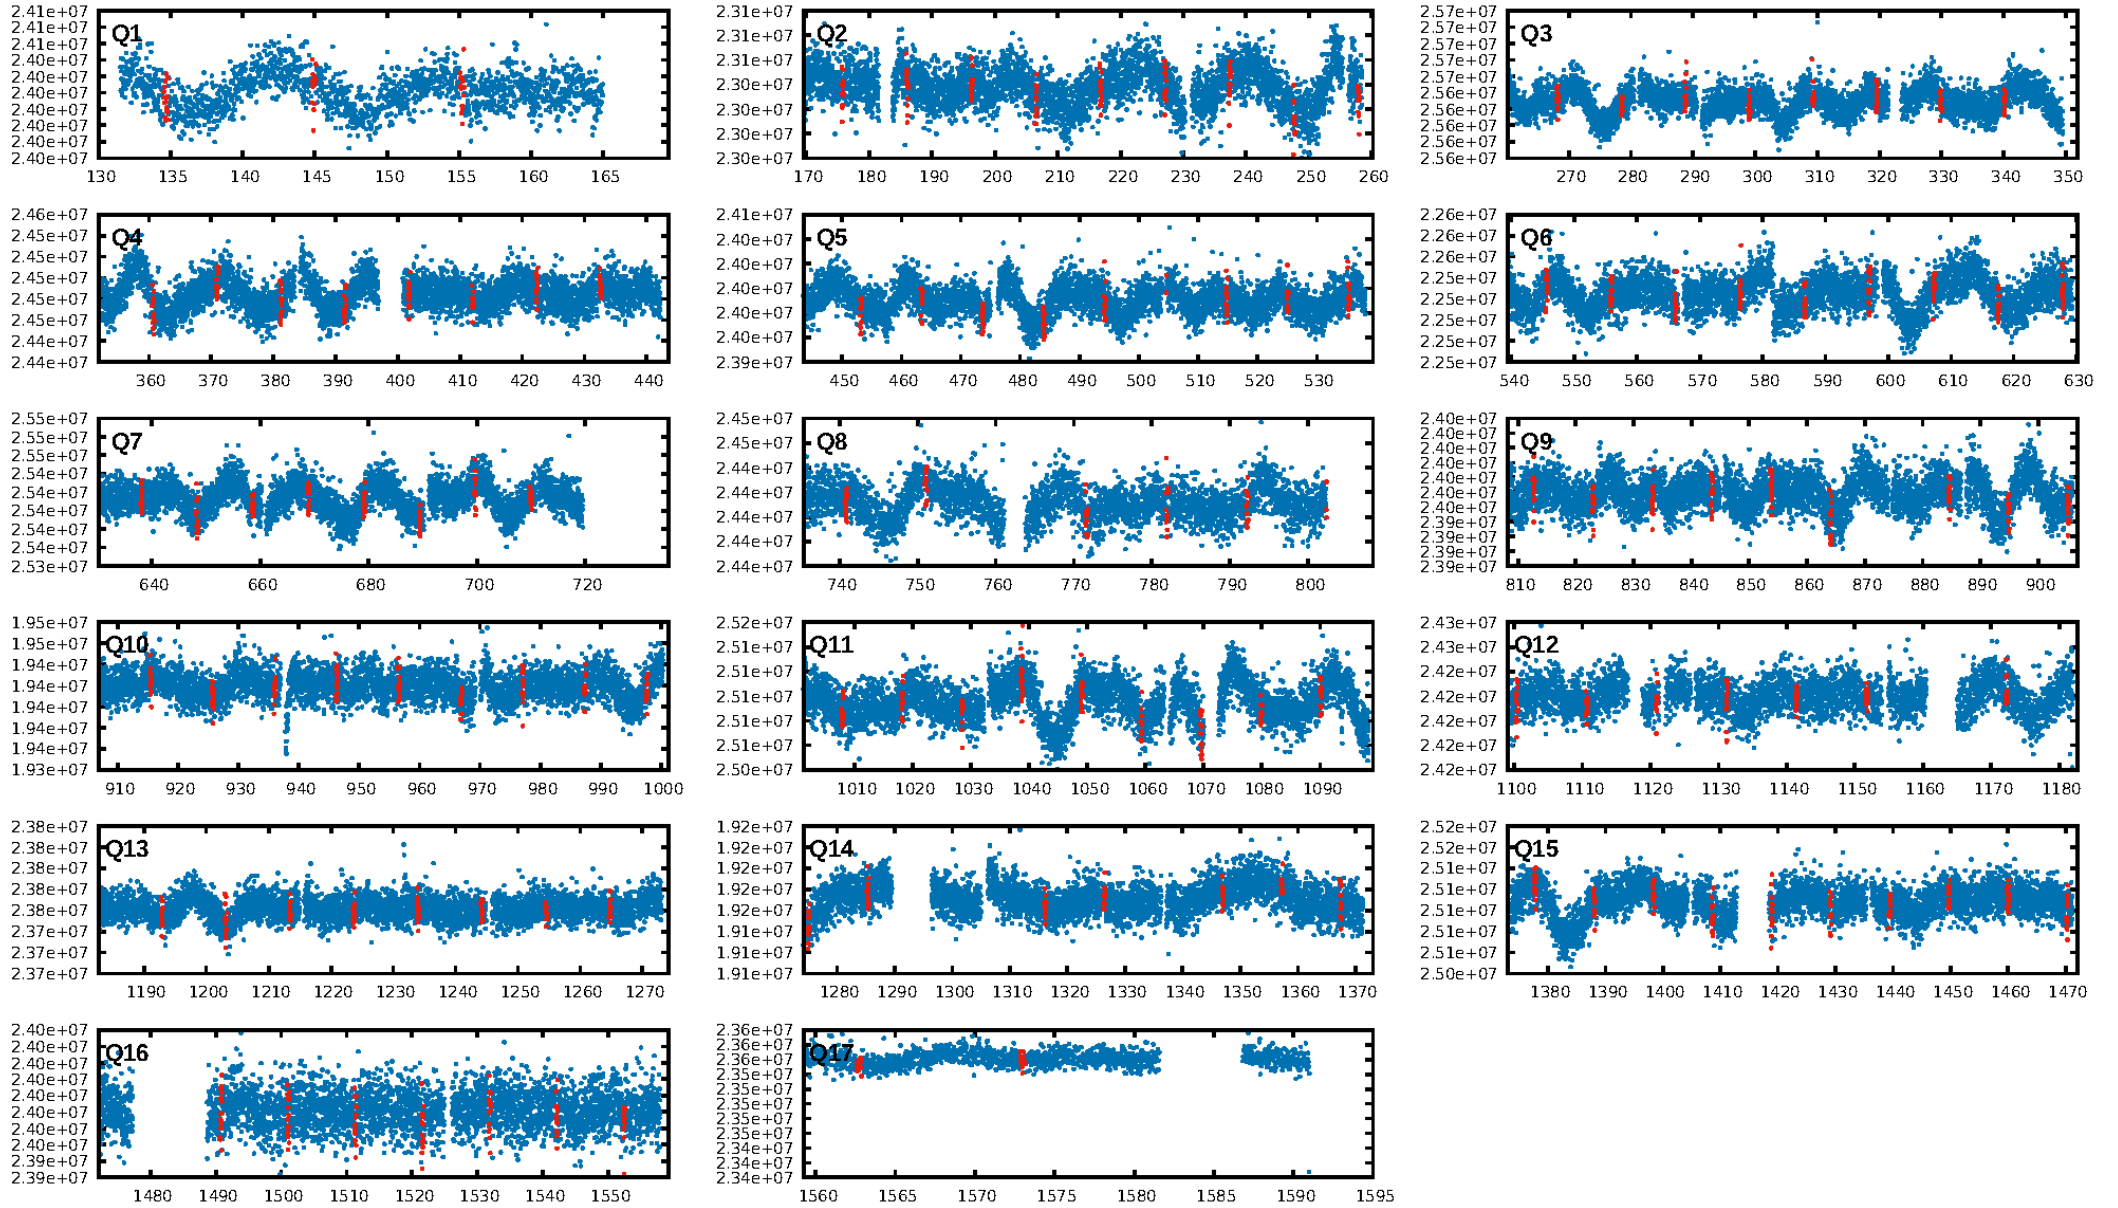 2.41e+07 2.41e+07 2.41e+07 2.40e+07 2.40e+07 2.40e+07 2.40e+07 2.40e+07 2.40e+07 2.40e+07
Q1
130 135 140 145 150 155 160 165
2.31e+07 2.31e+07 2.31e+07 2.30e+07 2.30e+07 2.30e+07 2.30e+07
Q2
170 180 190 200 210 220 230 240 250 260
2.57e+07 2.57e+07 2.57e+07 2.57e+07 2.57e+07 2.56e+07 2.56e+07 2.56e+07 2.56e+07 2.56e+07
Q3
270 280 290 300 310 320 330 340 350
2.46e+07 2.45e+07 2.45e+07 2.45e+07 2.45e+07 2.45e+07 2.44e+07 2.44e+07
Q4
360 370 380 390 400 410 420 430 440
2.41e+07 2.40e+07 2.40e+07 2.40e+07 2.40e+07 2.40e+07 2.39e+07
Q5
450 460 470 480 490 500 510 520 530
2.26e+07 2.26e+07 2.26e+07 2.25e+07 2.25e+07 2.25e+07 2.25e+07 2.25e+07
Q6
540 550 560 570 580 590 600 610 620 630
2.55e+07 2.55e+07 2.55e+07 2.54e+07 2.54e+07 2.54e+07 2.54e+07 2.54e+07 2.53e+07
Q7
640 660 680 700 720
2.45e+07 2.45e+07 2.44e+07 2.44e+07 2.44e+07 2.44e+07 2.44e+07
Q8
740 750 760 770 780 790 800
2.40e+07 2.40e+07 2.40e+07 2.40e+07 2.40e+07 2.40e+07 2.39e+07 2.39e+07 2.39e+07 2.39e+07
Q9
810 820 830 840 850 860 870 880 890 900
1.95e+07 1.95e+07 1.94e+07 1.94e+07 1.94e+07 1.94e+07 1.94e+07 1.93e+07
Q10
910 920 930 940 950 960 970 980 990 1000
2.52e+07 2.51e+07 2.51e+07 2.51e+07 2.51e+07 2.51e+07 2.50e+07
Q11
1010 1020 1030 1040 1050 1060 1070 1080 1090
2.43e+07 2.43e+07 2.43e+07 2.42e+07 2.42e+07 2.42e+07 2.42e+07
Q12
1100 1110 1120 1130 1140 1150 1160 1170 1180
2.38e+07 2.38e+07 2.38e+07 2.38e+07 2.38e+07 2.37e+07 2.37e+07 2.37e+07
Q13
1190 1200 1210 1220 1230 1240 1250 1260 1270
1.92e+07 1.92e+07 1.92e+07 1.92e+07 1.92e+07 1.91e+07 1.91e+07 1.91e+07
Q14
1280 1290 1300 1310 1320 1330 1340 1350 1360 1370
2.52e+07 2.51e+07 2.51e+07 2.51e+07 2.51e+07 2.51e+07 2.50e+07
Q15
1380 1390 1400 1410 1420 1430 1440 1450 1460 1470
2.40e+07 2.40e+07 2.40e+07 2.40e+07 2.40e+07 2.40e+07 2.40e+07 2.40e+07 2.39e+07 2.39e+07
Q16
1480 1490 1500 1510 1520 1530 1540 1550
2.36e+07 2.36e+07 2.36e+07 2.35e+07 2.35e+07 2.35e+07 2.35e+07 2.35e+07 2.34e+07 2.34e+07 2.34e+07
Q17
1560 1565 1570 1575 1580 1585 1590 1595